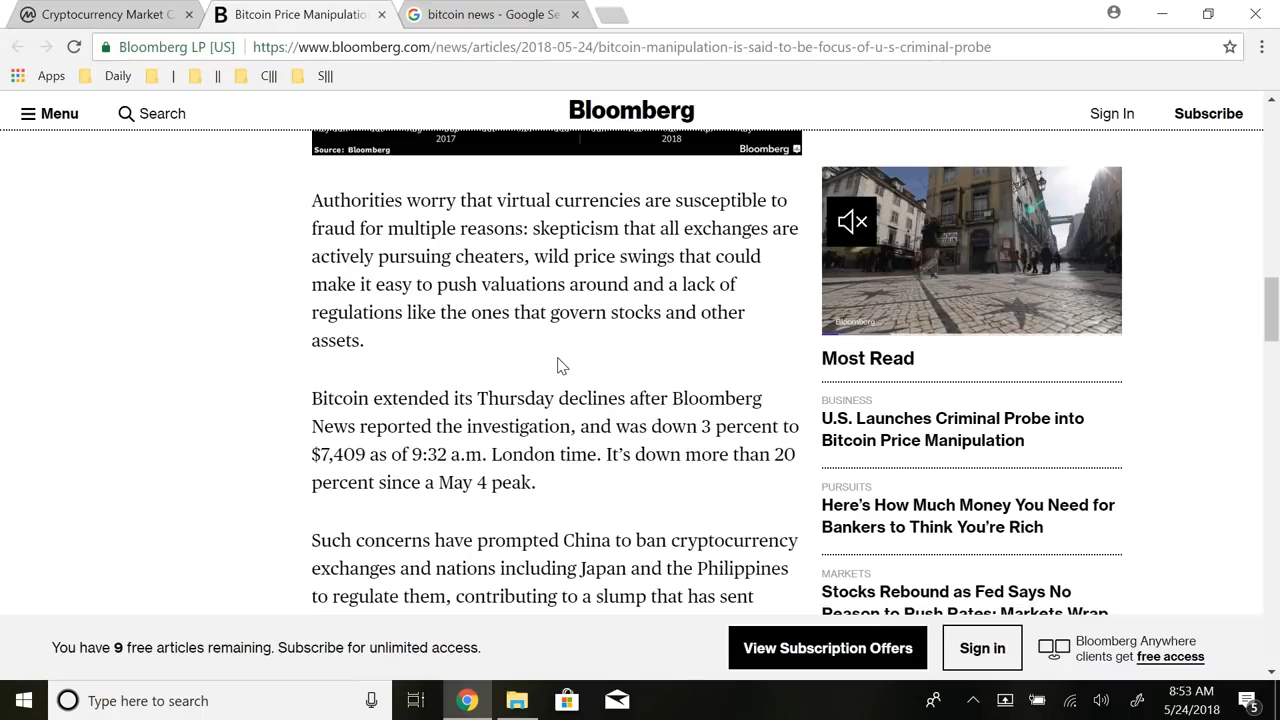 Cryptocurrency Market C
Bitcoin Price Manipulatio
bitcoin news - Google Se
Bloomberg LP [US]
https://www.bloomberg.com/news/articles/2018-05-24/bitcoin-manipulation-is-said-to-be-focus-of-u-s-criminal-probe
Apps Daily | || C||| S|||
Menu
Search
Bloomberg
Sign In
Subscribe
2017 2018
Source: Bloomberg
Bloomberg
Authorities worry that virtual currencies are susceptible to
fraud for multiple reasons: skepticism that all exchanges are
actively pursuing cheaters, wild price swings that could
make it easy to push valuations around and a lack of
regulations like the ones that govern stocks and other
assets.
Bitcoin extended its Thursday declines after Bloomberg
News reported the investigation, and was down 3 percent to
$7,409 as of 9:32 a.m. London time. It’s down more than 20
percent since a May 4 peak.
Such concerns have prompted China to ban cryptocurrency
exchanges and nations including Japan and the Philippines
to regulate them, contributing to a slump that has sent
Bloomberg
Most Read
BUSINESS
U.S. Launches Criminal Probe into
Bitcoin Price Manipulation
PURSUITS
Here’s How Much Money You Need for
Bankers to Think You’re Rich
MARKETS
Stocks Rebound as Fed Says No
Reason to Push Rates: Markets Wrap
You have 9 free articles remaining. Subscribe for unlimited access.
View Subscription Offers
Sign in
Bloomberg Anywhere
clients get free access
Type here to search
8:53 AM
5/24/2018
5